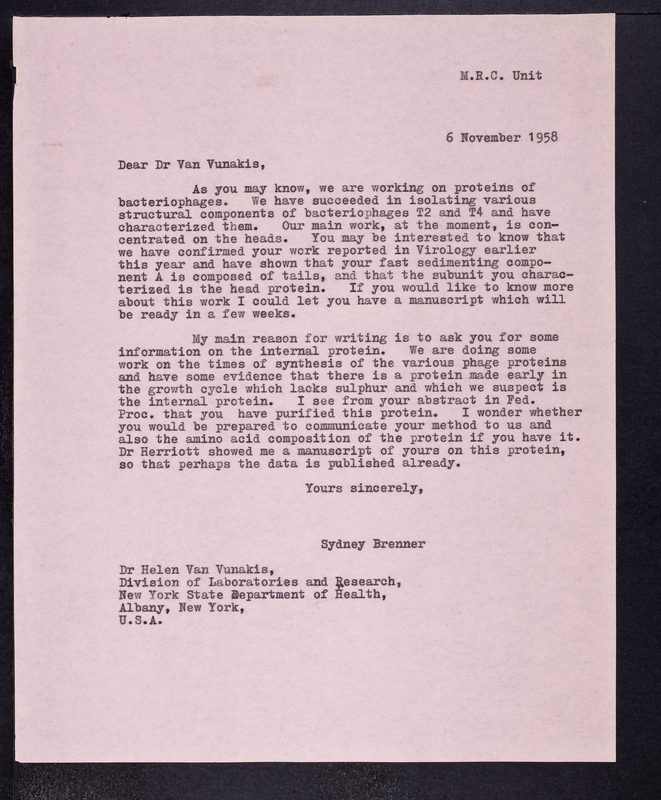 M.R.C. Unit
6 November 1958
Dear Dr Van Vunakis,
As you may know, we are working on proteins of
bacteriophages. We have succeeded in isolating various
structural components of bacteriophages T2 and T4 and have
characterized them. Our main work, at the moment, is con-
centrated on the heads. You may be interested to know that
we have confirmed your work reported in Virology earlier
this year and have shown that your fast sedimenting compo-
nent A is composed of tails, and that the subunit you charac-
terized is the head protein. If you would like to know more
about this work I could let you have a manuscript which will
be ready in a few weeks.
My main reason for writing is to ask you for some
information on the internal protein. We are doing some
work on the times of synthesis of the various phage proteins
and have some evidence that there is a protein made early in
the growth cycle which lacks sulphur and which we suspect is
the internal protein. I see from your abstract in Fed.
Proc. that you have purified this protein. I wonder whether
you would be prepared to communicate your method to us and
also the amino acid composition of the protein if you have it.
Dr Herriott showed me a manuscript of yours on this protein,
so that perhaps the data is published already.
Yours sincerely,
Sydney Brenner
Dr Helen Van Vunakis,
Division of Laboratories and Research,
New York State Department of Health,
Albany, New York,
U.S.A.